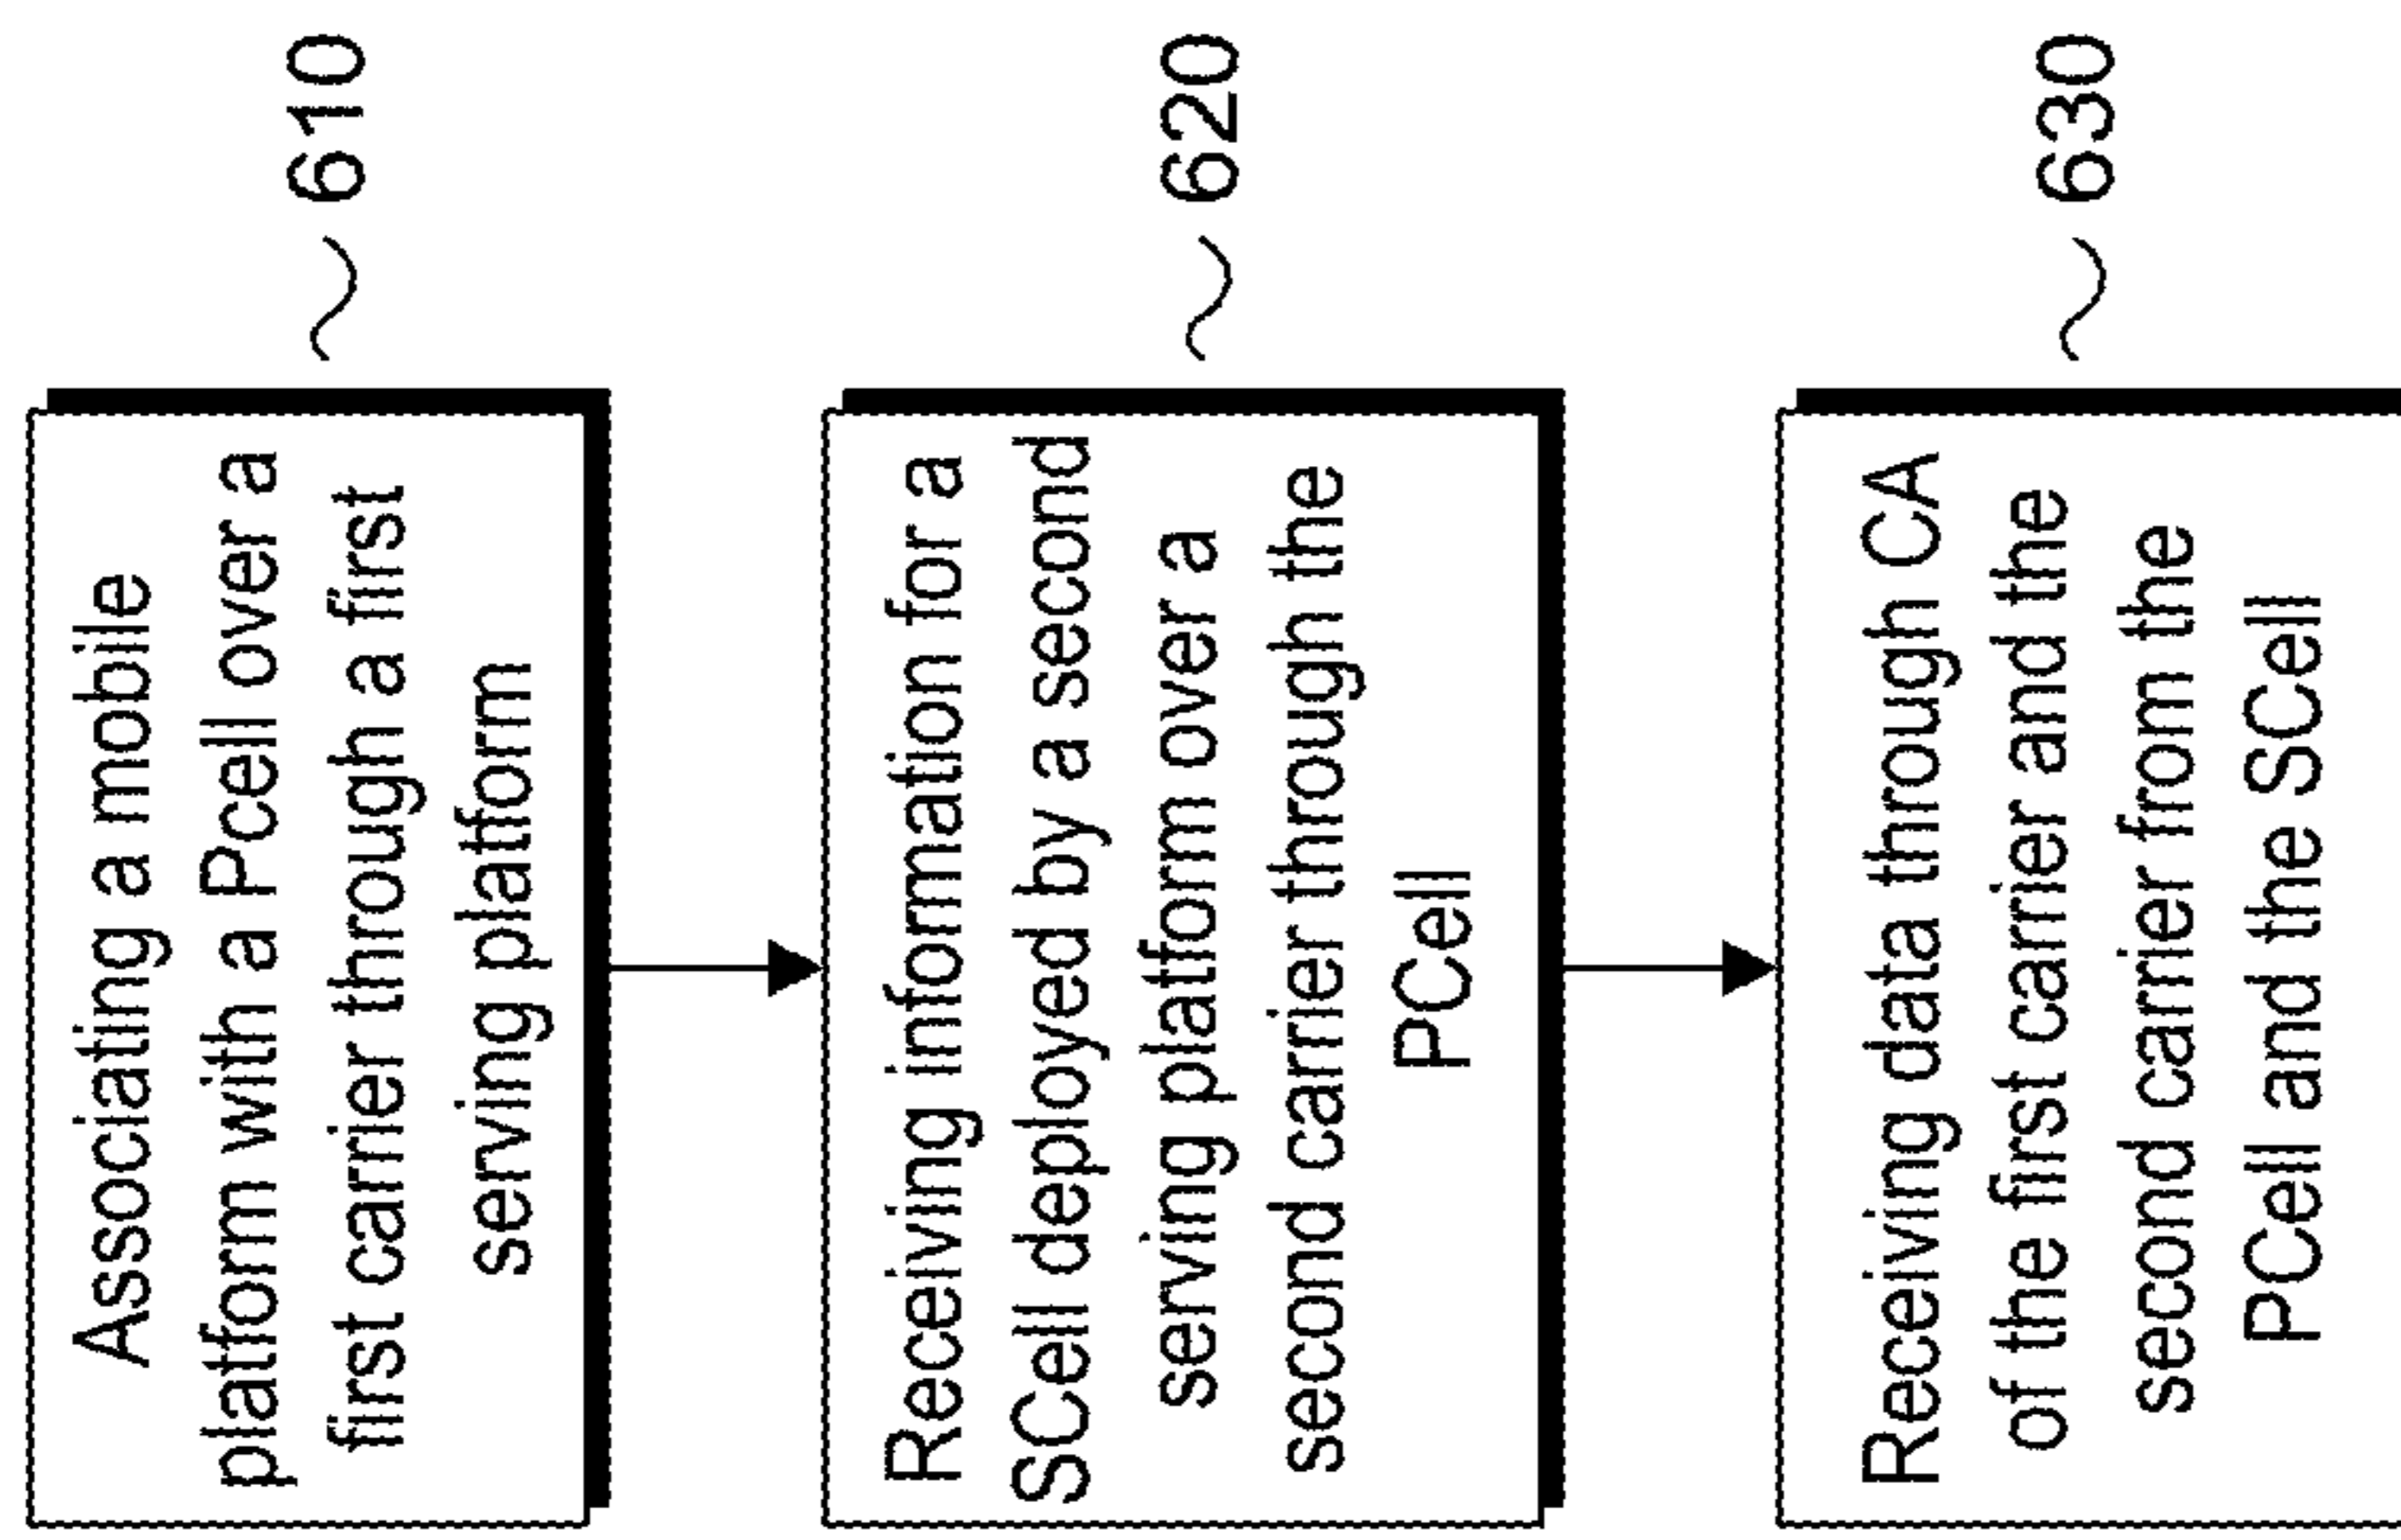 Associating a mobile
platform with a Pcell over a
first carrier through a first
serving platform
610
Receiving information for a
SCell deployed by a second
serving platform over a
second carrier through the
PCell
620
Receiving data through CA
of the first carrier and the
second carrier from the
PCell and the SCell
630